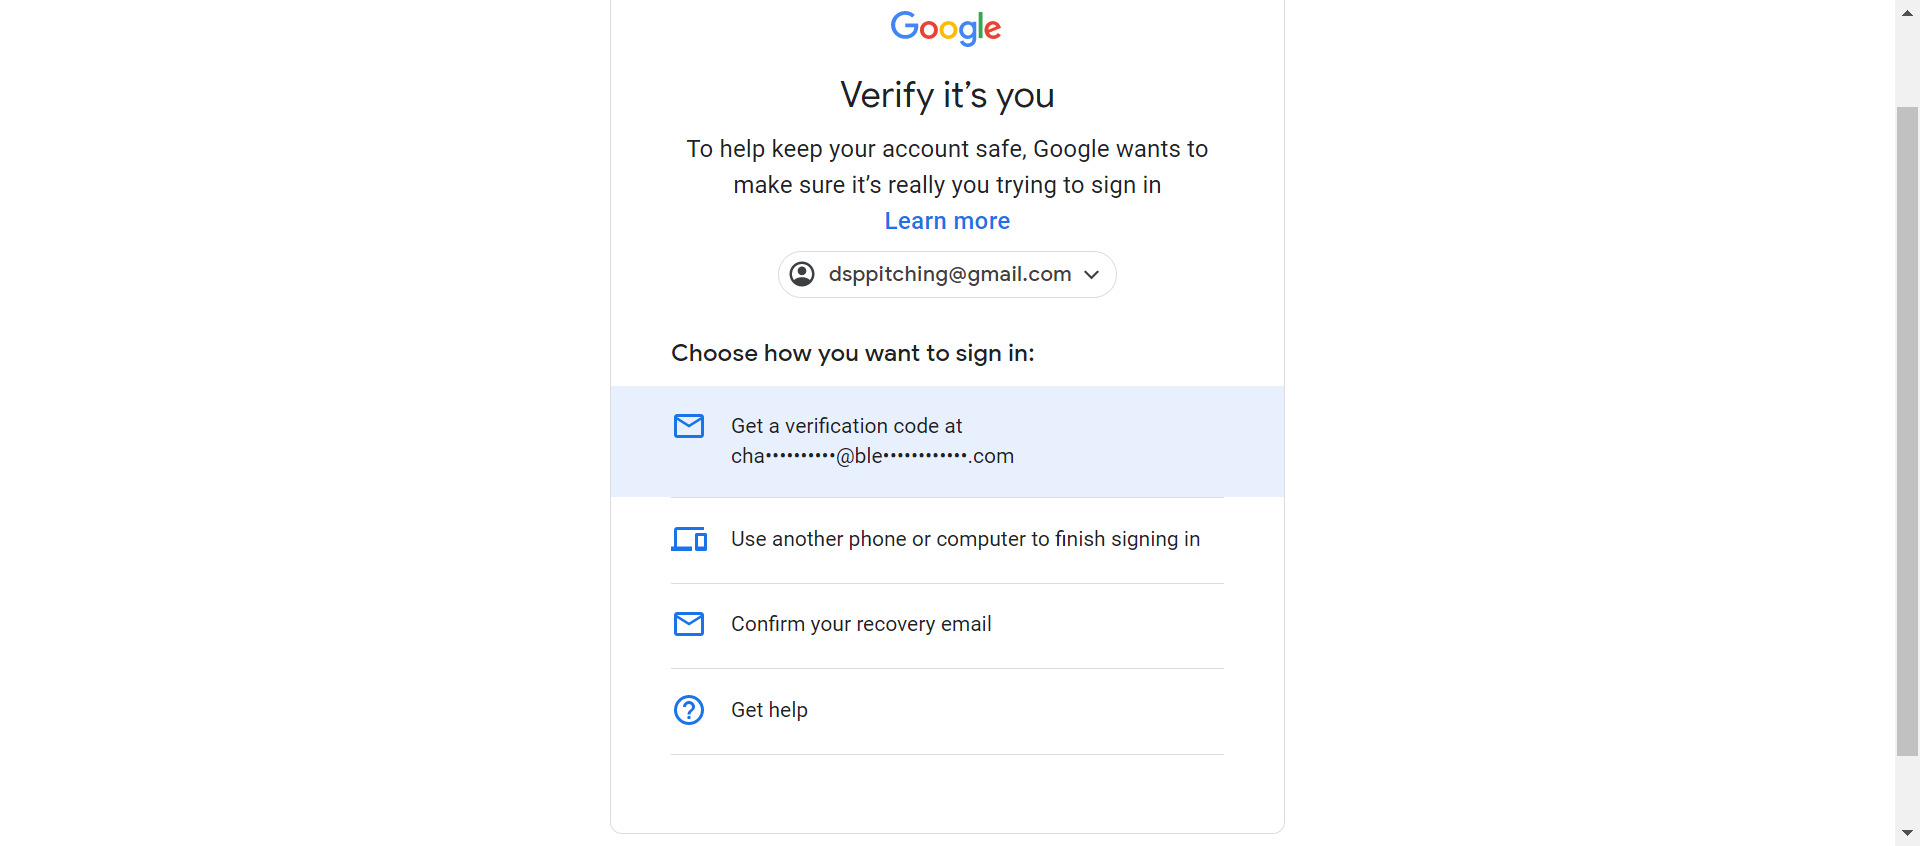 Google
Verify it’s you
To help keep your account safe, Google wants to
make sure it’s really you trying to sign in
Learn more
dsppitching@gmail.com
Choose how you want to sign in:
Get a verification code at
cha••••••••••@ble••••••••••••.com
Use another phone or computer to finish signing in
Confirm your recovery email
Get help